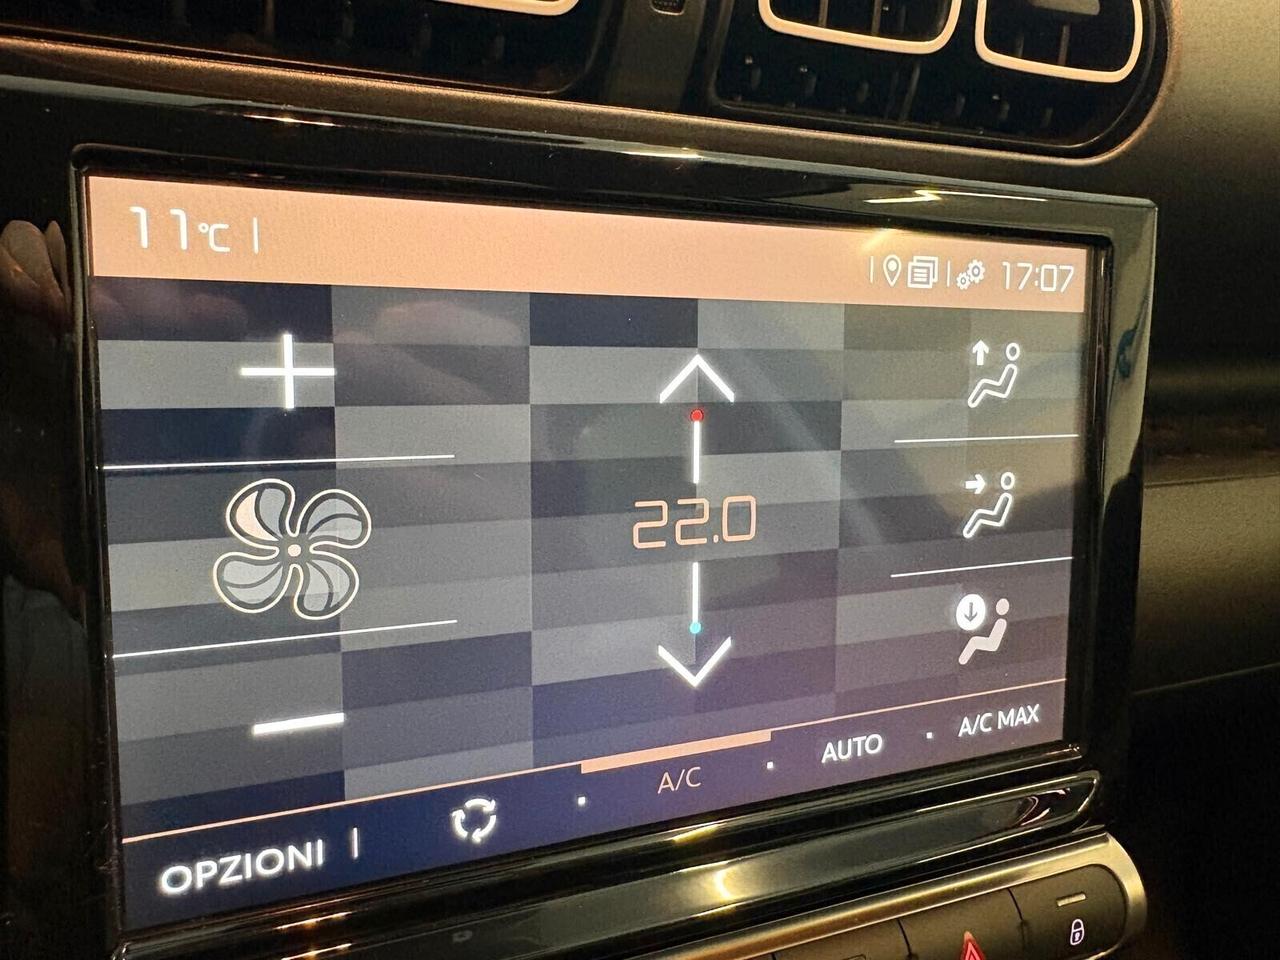 11°C
17:07
22.0
OPZIONI
A/C
AUTO
A/C MAX